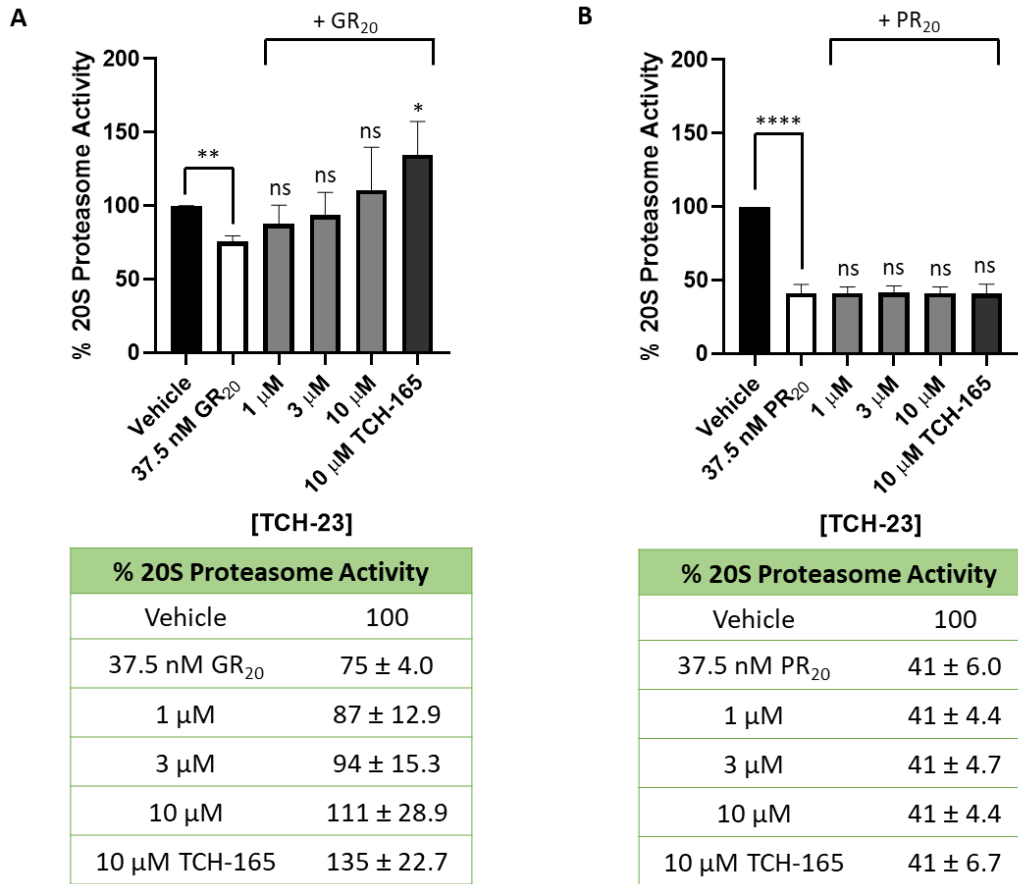 A
+ GR20
% 20S Proteasome Activity
200
150
100
50
0
**
ns
ns
ns
*
Vehicle
37.5 nM GR20
1 μM
3 μM
10 μM
10 μM TCH-165
[TCH-23]
% 20S Proteasome Activity
Vehicle 100
37.5 nM GR20 75 ± 4.0
1 μM 87 ± 12.9
3 μM 94 ± 15.3
10 μM 111 ± 28.9
10 μM TCH-165 135 ± 22.7
B
+ PR20
% 20S Proteasome Activity
200
150
100
50
0
****
ns
ns
ns
ns
Vehicle
37.5 nM PR20
1 μM
3 μM
10 μM
10 μM TCH-165
[TCH-23]
% 20S Proteasome Activity
Vehicle 100
37.5 nM PR20 41 ± 6.0
1 μM 41 ± 4.4
3 μM 41 ± 4.7
10 μM 41 ± 4.4
10 μM TCH-165 41 ± 6.7